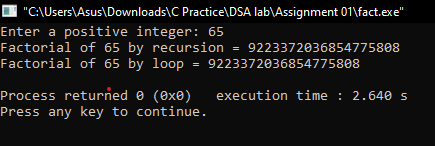 "C:\Users\Asus\Downloads\C Practice\DSA lab\Assignment 01\fact.exe"
Enter a positive integer: 65
Factorial of 65 by recursion = 9223372036854775808
Factorial of 65 by loop = 9223372036854775808
Process returned 0 (0x0)   execution time : 2.640 s
Press any key to continue.